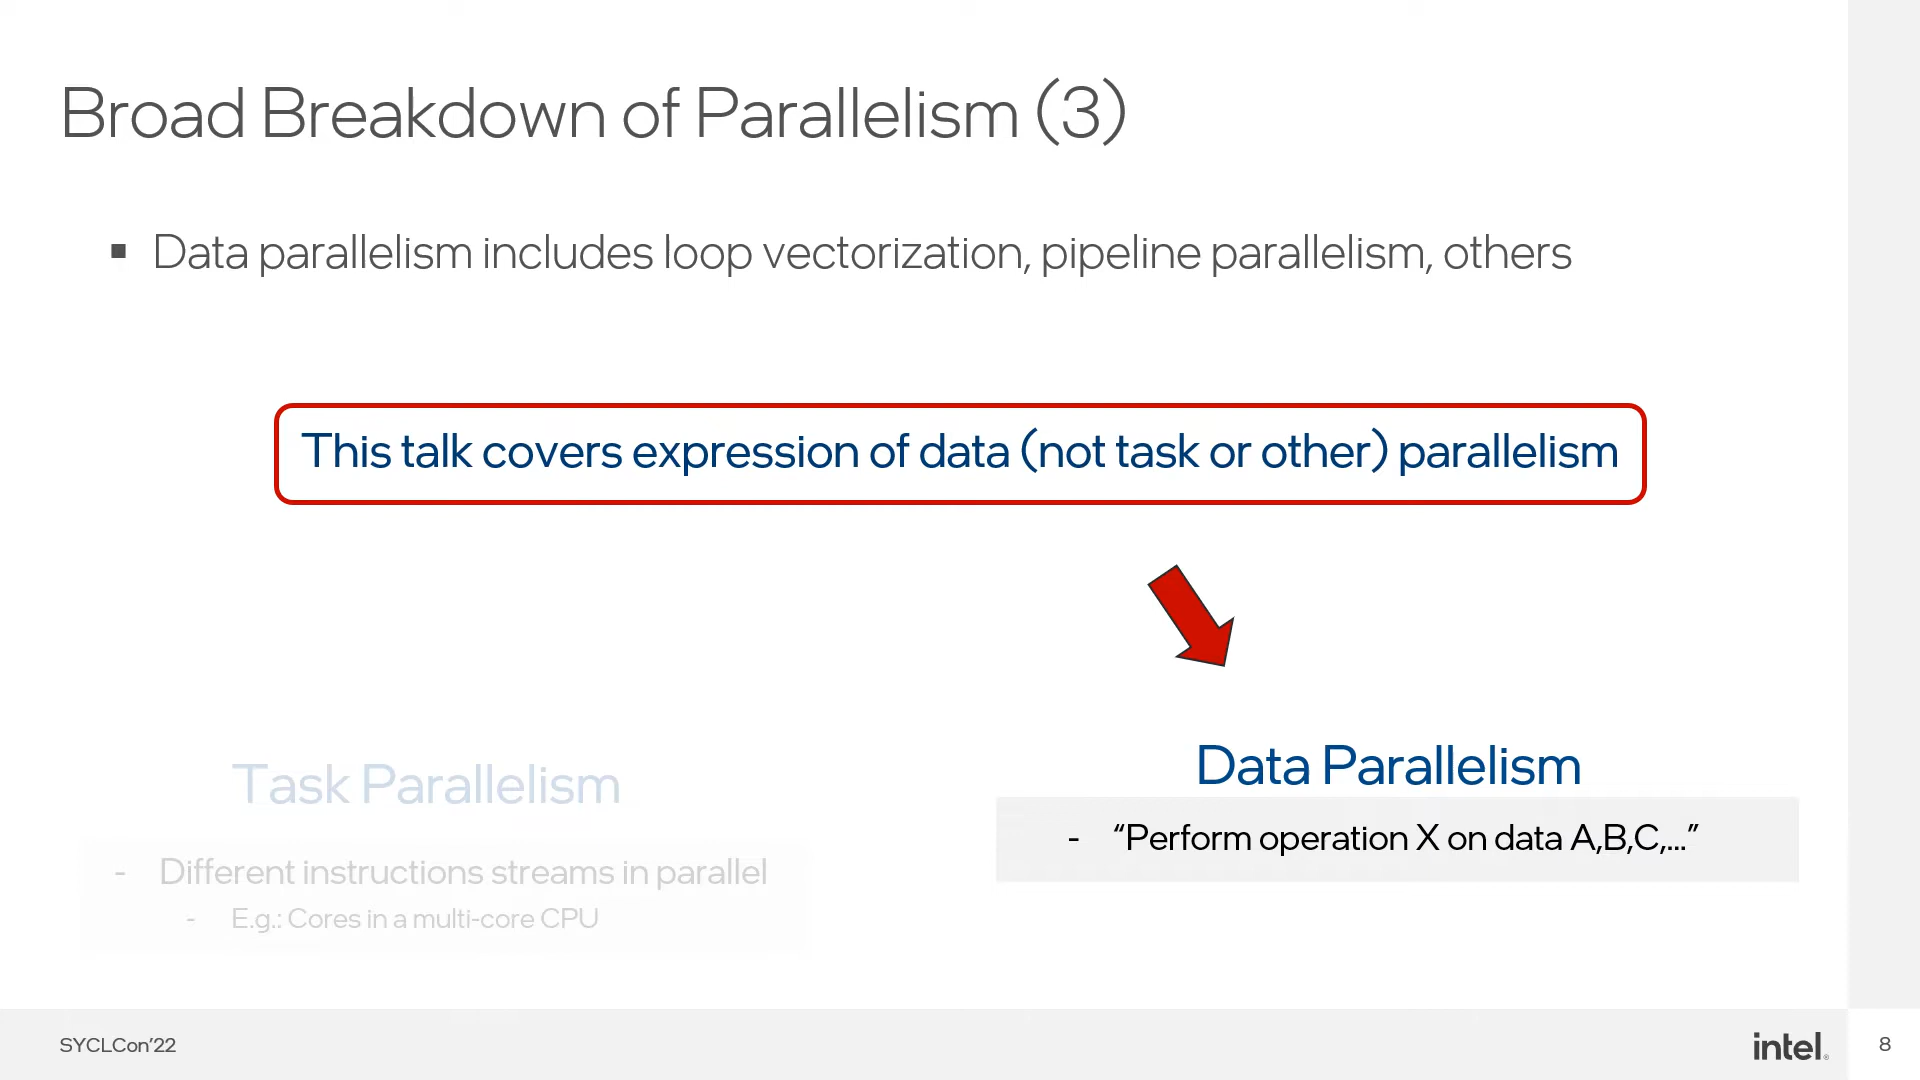 Broad Breakdown of Parallelism (3)
▪ Data parallelism includes loop vectorization, pipeline parallelism, others
This talk covers expression of data (not task or other) parallelism
Task Parallelism
- Different instructions streams in parallel
- E.g.: Cores in a multi-core CPU
Data Parallelism
- “Perform operation X on data A,B,C,…”
SYCLCon’22
intel.
8